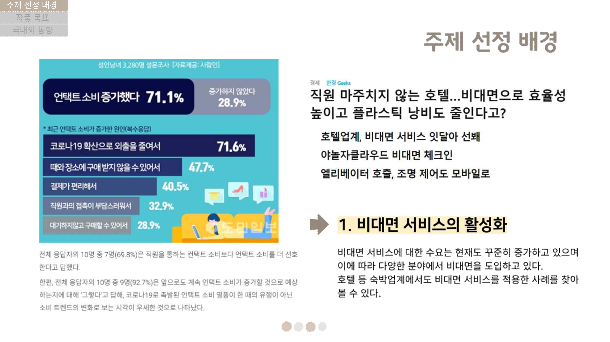 주제 선정 배경
작품 목표
국내외 동향
주제 선정 배경
성인남녀 3,280명 설문조사 [자료제공: 사람인]
언택트 소비 증가했다 71.1%
증가하지 않았다
28.9%
* 최근 언택트 소비가 증가한 원인(복수응답)
코로나19 확산으로 외출을 줄여서 71.6%
때와 장소에 구애 받지 않을 수 있어서 47.7%
결제가 편리해서 40.5%
직원과의 접촉이 부담스러워서 32.9%
대기하지않고 구매할 수 있어서 28.9%
전체 응답자의 10명 중 7명(69.8%)은 직원을 통하는 컨택트 소비보다 언택트 소비를 더 선호
한다고 답했다.
한편, 전체 응답자의 10명 중 9명(92.7%)은 앞으로도 계속 언택트 소비가 증가할 것으로 예상
하는지에 대해 '그렇다'고 답해, 코로나19로 촉발된 언택트 소비 열풍이 한 때의 유행이 아닌
소비 트렌드의 변화로 보는 시각이 우세한 것으로 나타났다.
경제 한경 Geeks
직원 마주치지 않는 호텔...비대면으로 효율성
높이고 플라스틱 낭비도 줄인다고?
호텔업계, 비대면 서비스 잇달아 선봬
야놀자클라우드 비대면 체크인
엘리베이터 호출, 조명 제어도 모바일로
1. 비대면 서비스의 활성화
비대면 서비스에 대한 수요는 현재도 꾸준히 증가하고 있으며
이에 따라 다양한 분야에서 비대면을 도입하고 있다.
호텔 등 숙박업계에서도 비대면 서비스를 적용한 사례를 찾아
볼 수 있다.